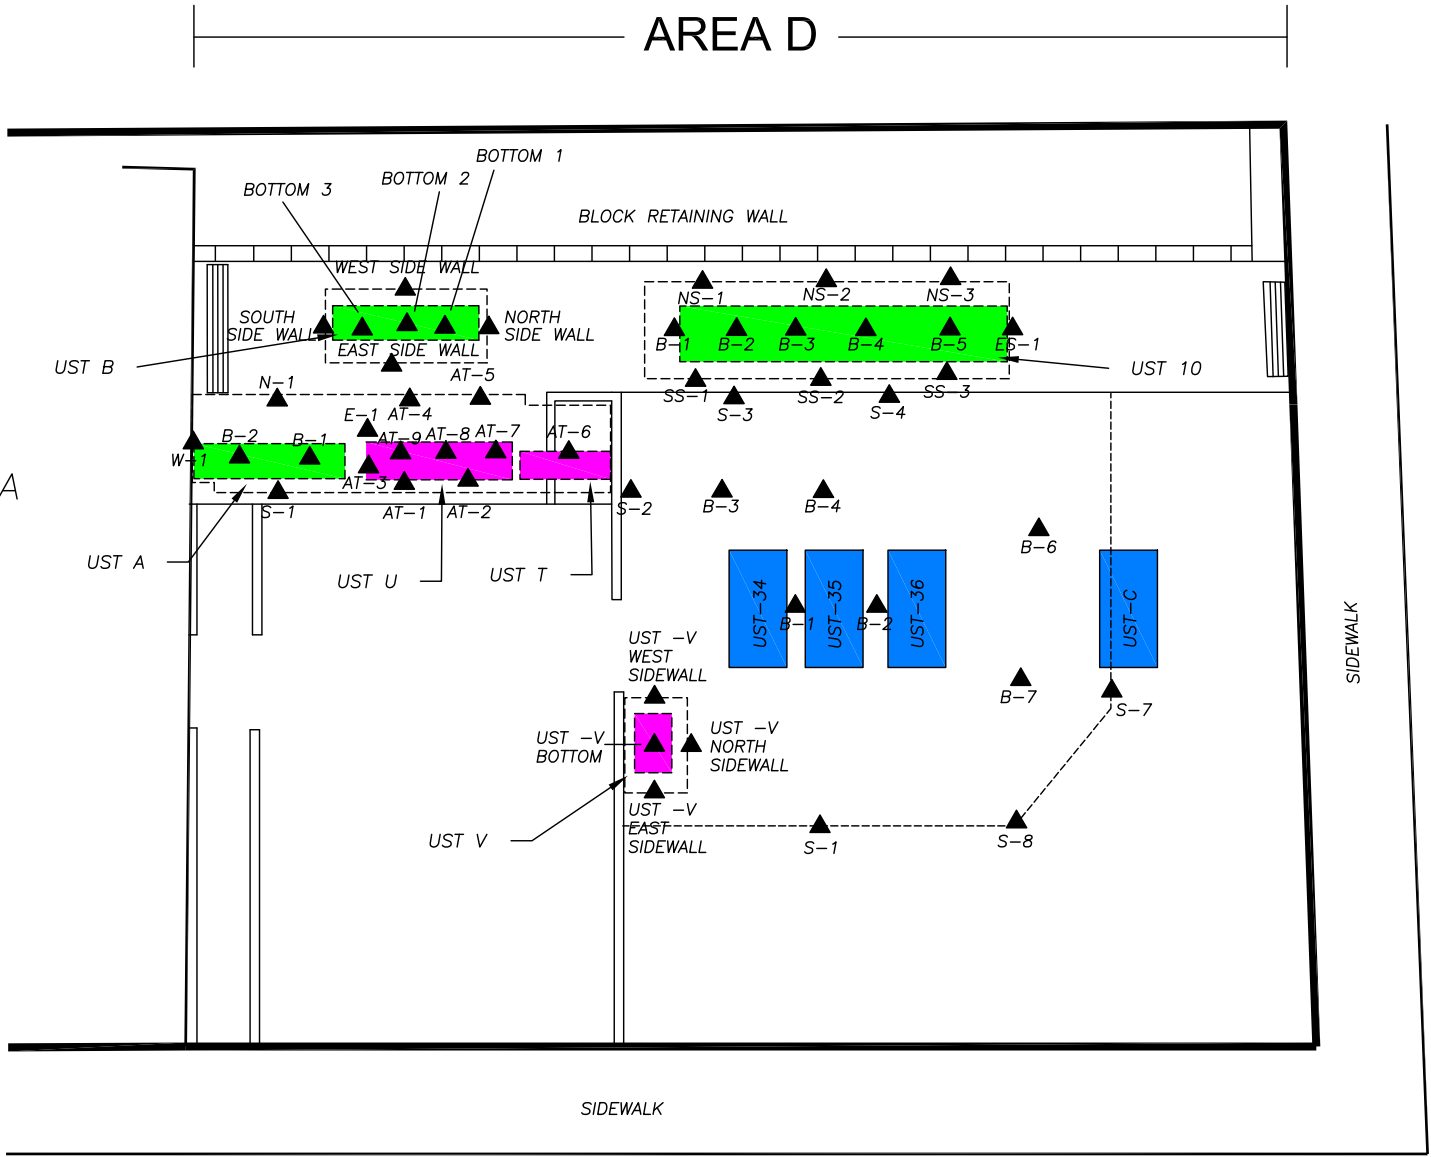 AREA D
BOTTOM 1
BOTTOM 2
BOTTOM 3
BLOCK RETAINING WALL
WEST SIDE WALL
SOUTH
SIDE WALL
NORTH
SIDE WALL
EAST SIDE WALL
UST B
NS-1
NS-2
NS-3
B-1
B-2
B-3
B-4
B-5
ES-1
UST 10
SS-1
SS-2
SS-3
S-3
S-4
N-1
E-1
AT-4
AT-5
W-1
B-2
B-1
AT-9
AT-8
AT-7
AT-6
AT-3
A
S-1
AT-1
AT-2
S-2
B-3
B-4
B-6
UST A
UST U
UST T
UST-34
B-1
UST-35
B-2
UST-36
UST-C
SIDEWALK
UST -V
WEST
SIDEWALL
B-7
S-7
UST -V
BOTTOM
UST -V
NORTH
SIDEWALL
UST -V
EAST
SIDEWALL
UST V
S-1
S-8
SIDEWALK